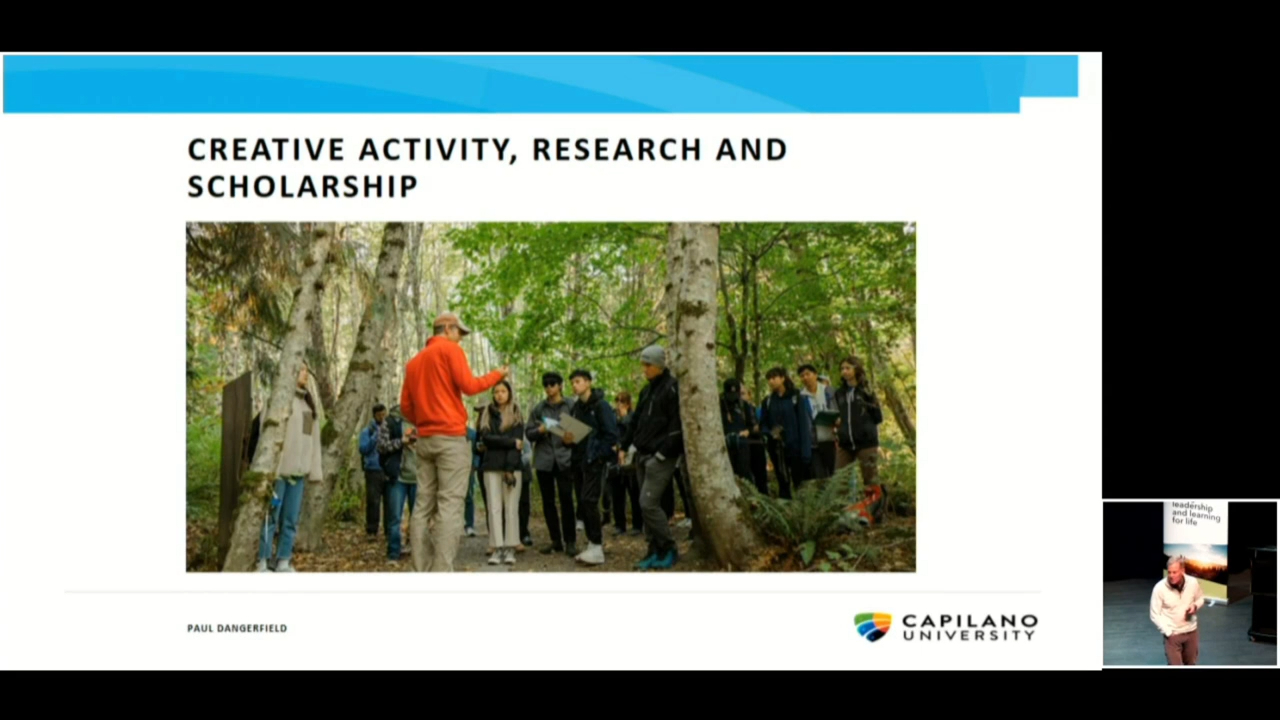 CREATIVE ACTIVITY, RESEARCH AND
SCHOLARSHIP
PAUL DANGERFIELD
CAPILANO
UNIVERSITY
leadership
and learning
for life